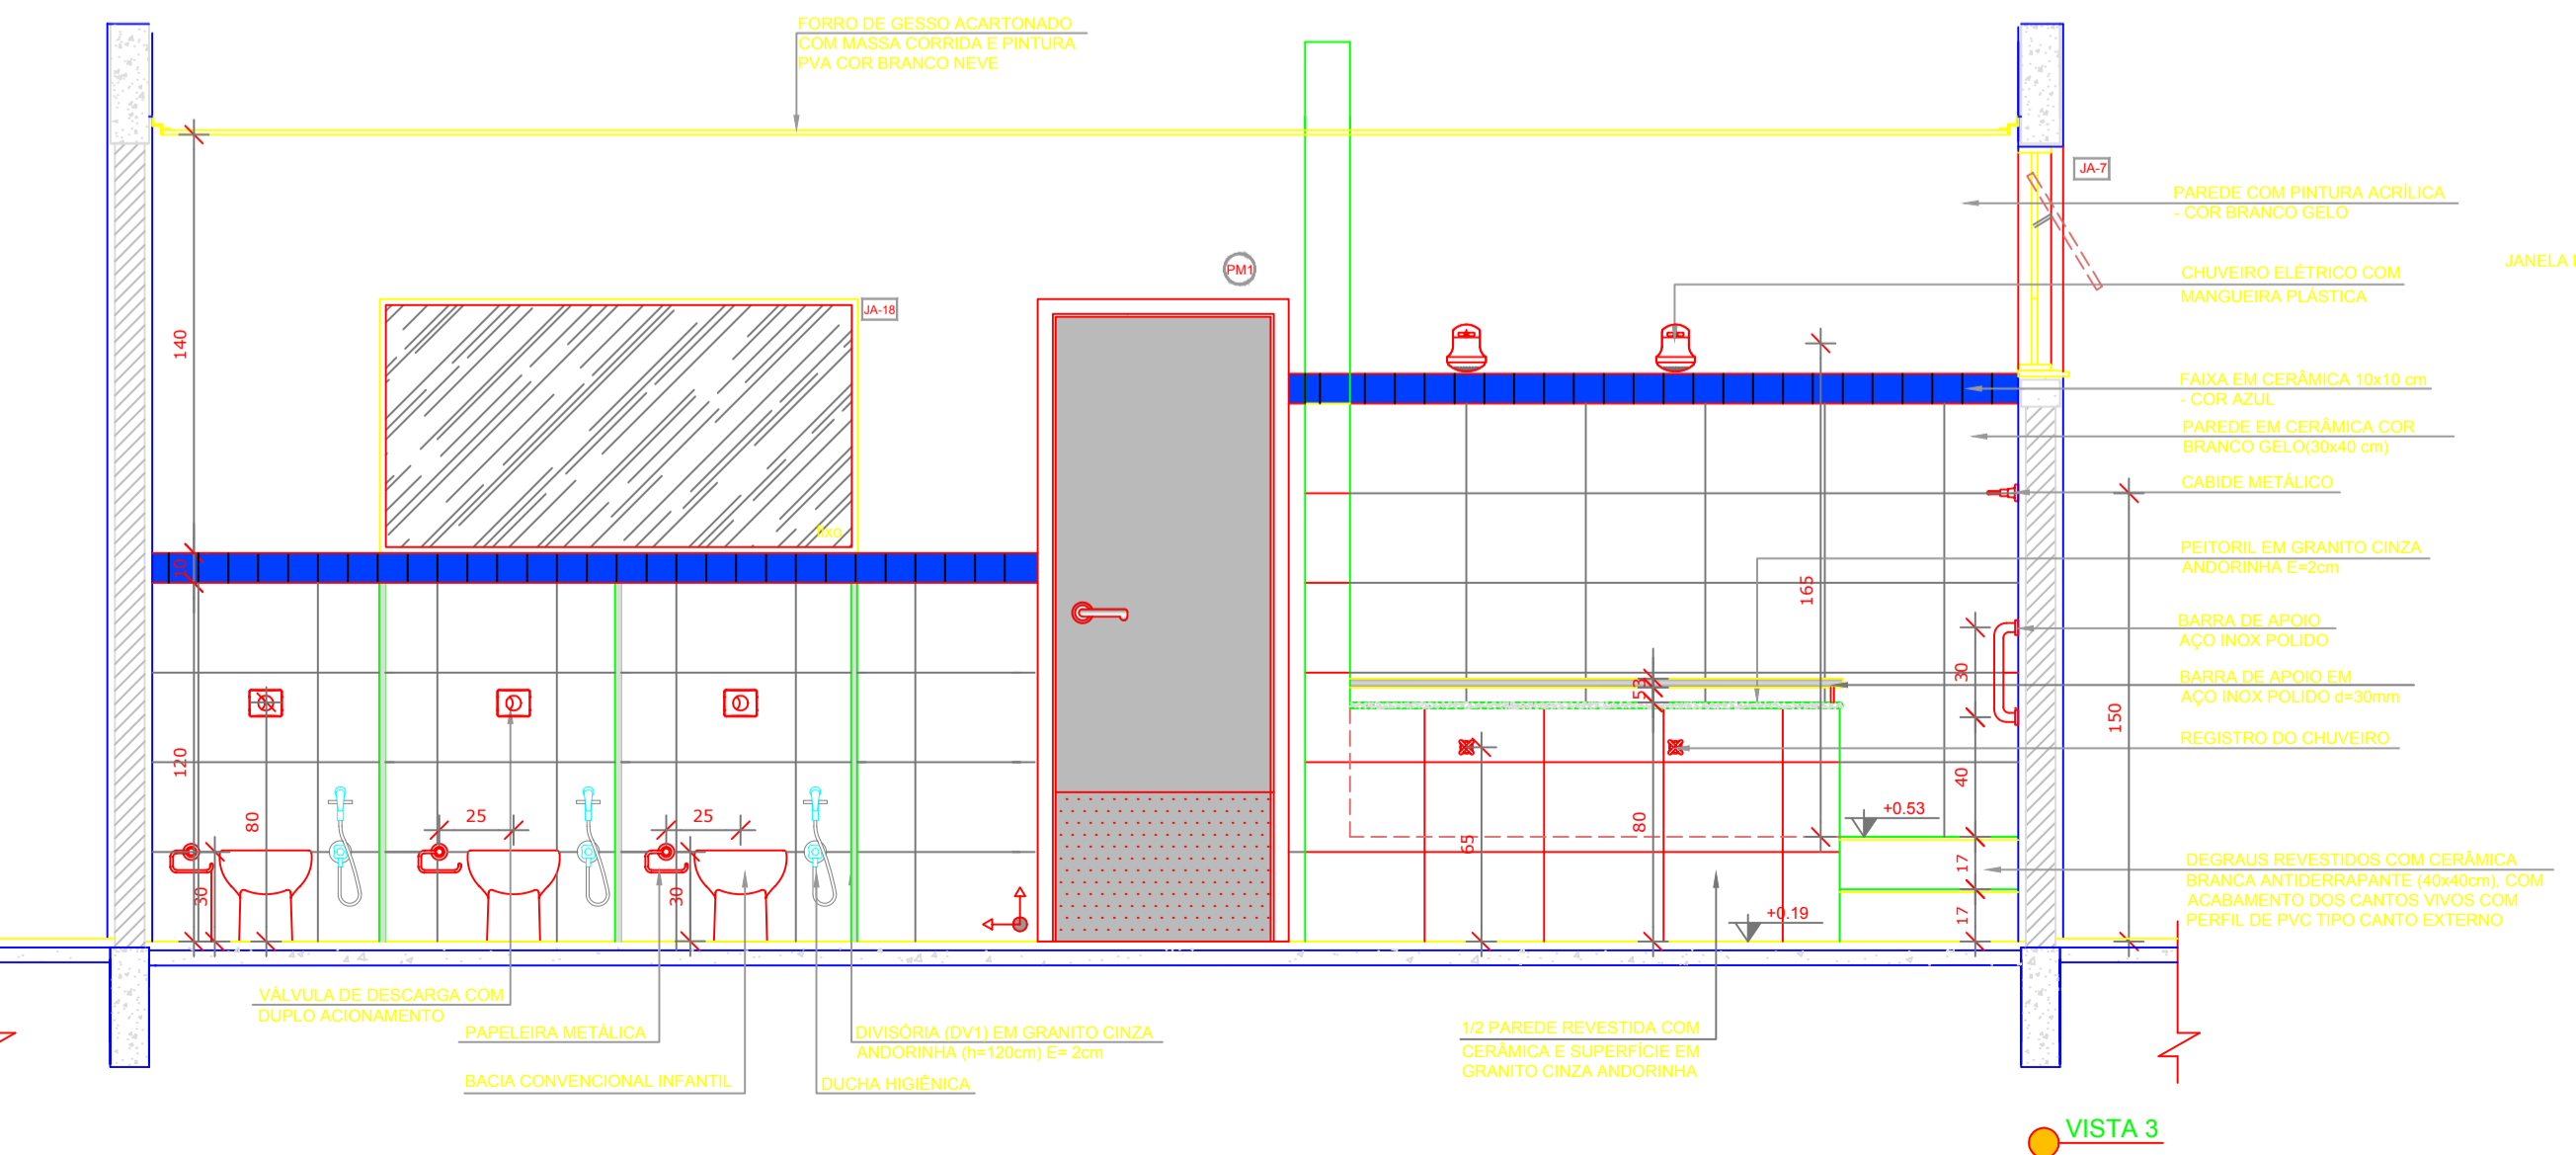 FORRO DE GESSO ACARTONADO
COM MASSA CORRIDA E PINTURA
PVA COR BRANCO NEVE
JA-7
PAREDE COM PINTURA ACRÍLICA
- COR BRANCO GELO
PM1
CHUVEIRO ELÉTRICO COM
MANGUEIRA PLÁSTICA
JANELA
JA-18
140
FAIXA EM CERÂMICA 10x10 cm
- COR AZUL
PAREDE EM CERÂMICA COR
BRANCO GELO(30x40 cm)
CABIDE METÁLICO
fixo
10
PEITORIL EM GRANITO CINZA
ANDORINHA E=2cm
165
BARRA DE APOIO
AÇO INOX POLIDO
30
BARRA DE APOIO EM
AÇO INOX POLIDO d=30mm
53
150
REGISTRO DO CHUVEIRO
120
40
80
25
25
80
65
+0.53
30
30
17
DEGRAUS REVESTIDOS COM CERÂMICA
BRANCA ANTIDERRAPANTE (40x40cm), COM
ACABAMENTO DOS CANTOS VIVOS COM
PERFIL DE PVC TIPO CANTO EXTERNO
+0.19
17
VÁLVULA DE DESCARGA COM
DUPLO ACIONAMENTO
PAPELEIRA METÁLICA
DIVISÓRIA (DV1) EM GRANITO CINZA
ANDORINHA (h=120cm) E= 2cm
1/2 PAREDE REVESTIDA COM
CERÂMICA E SUPERFÍCIE EM
GRANITO CINZA ANDORINHA
BACIA CONVENCIONAL INFANTIL
DUCHA HIGIÊNICA
VISTA 3